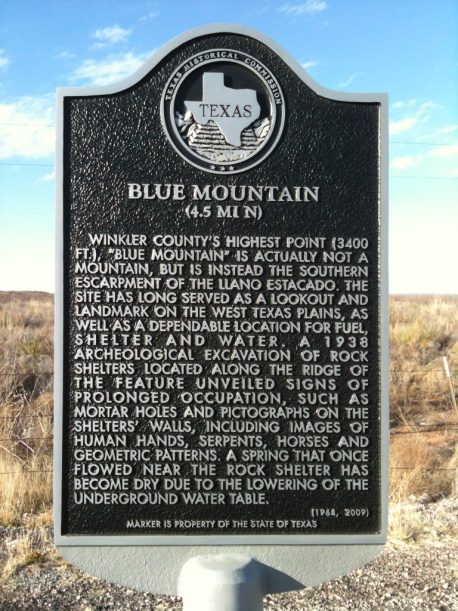 TEXAS HISTORICAL COMMISSION
TEXAS
BLUE MOUNTAIN
(4.5 MI N)
WINKLER COUNTY'S HIGHEST POINT (3400
FT.), "BLUE MOUNTAIN" IS ACTUALLY NOT A
MOUNTAIN, BUT IS INSTEAD THE SOUTHERN
ESCARPMENT OF THE LLANO ESTACADO. THE
SITE HAS LONG SERVED AS A LOOKOUT AND
LANDMARK ON THE WEST TEXAS PLAINS, AS
WELL AS A DEPENDABLE LOCATION FOR FUEL,
SHELTER AND WATER. A 1938
ARCHEOLOGICAL EXCAVATION OF ROCK
SHELTERS LOCATED ALONG THE RIDGE OF
THE FEATURE UNVEILED SIGNS OF
PROLONGED OCCUPATION, SUCH AS
MORTAR HOLES AND PICTOGRAPHS ON THE
SHELTERS' WALLS, INCLUDING IMAGES OF
HUMAN HANDS, SERPENTS, HORSES AND
GEOMETRIC PATTERNS. A SPRING THAT ONCE
FLOWED NEAR THE ROCK SHELTER HAS
BECOME DRY DUE TO THE LOWERING OF THE
UNDERGROUND WATER TABLE.
(1964, 2009)
MARKER IS PROPERTY OF THE STATE OF TEXAS